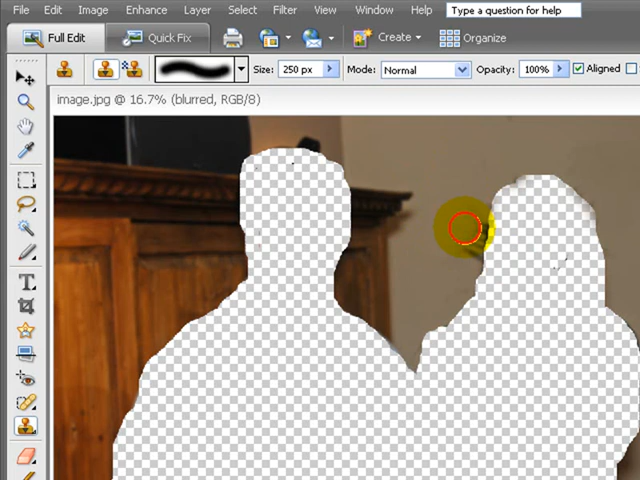 File Edit Image Enhance Layer Select Filter View Window Help Type a question for help
Full Edit Quick Fix Create Organize
Size: 250 px Mode: Normal Opacity: 100% Aligned
image.jpg @ 16.7% (blurred, RGB/8)
T